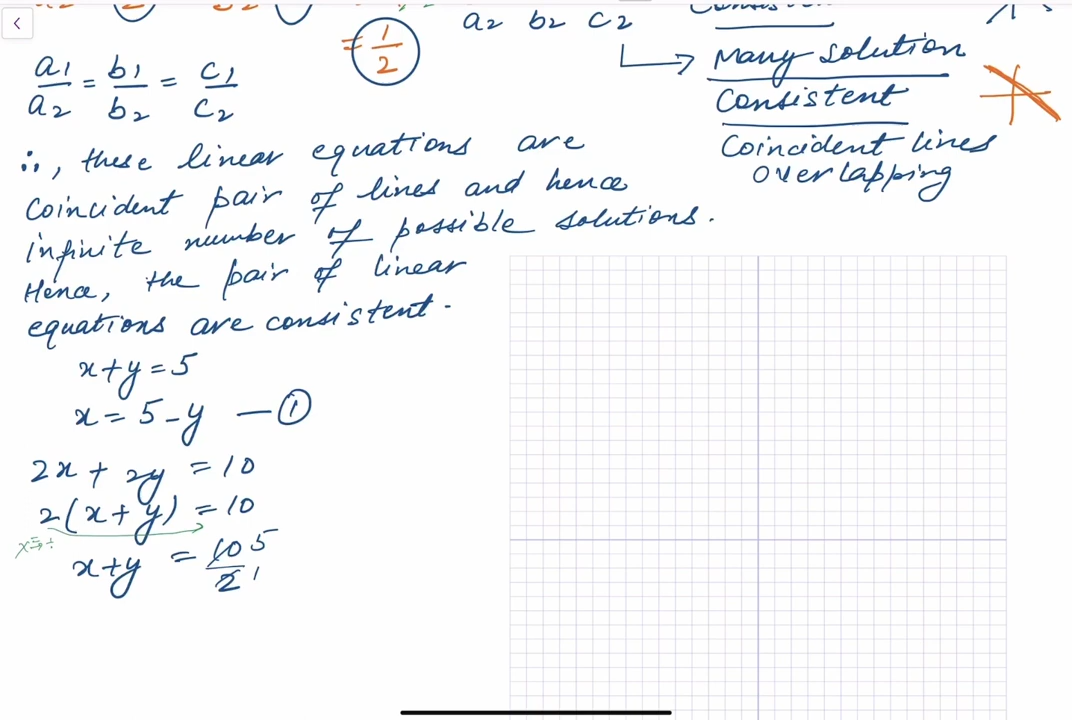 = 1/2
a2 b2 c2
Many solution
Consistent
Coincident lines
overlapping
a1/a2 = b1/b2 = c1/c2
∴, these linear equations are
coincident pair of lines and hence
infinite number of possible solutions.
Hence, the pair of linear
equations are consistent.
x+y=5
x = 5-y — ①
2x + 2y = 10
2(x+y) = 10
x ⇒ ÷
x+y = 10/2 5 1